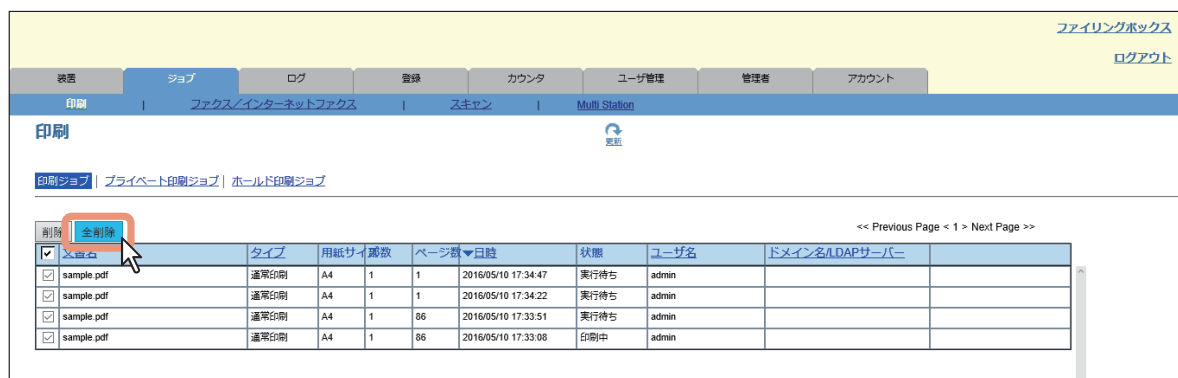 ファイリングボックス
ログアウト
装置 ジョブ ログ 登録 カウンタ ユーザ管理 管理者 アカウント
印刷 | ファクス／インターネットファクス | スキャン | Multi Station
印刷
更新
印刷ジョブ | プライベート印刷ジョブ | ホールド印刷ジョブ
削除 全削除 << Previous Page < 1 > Next Page >>
文書名 タイプ 用紙サイズ 部数 ページ数 ▼日時 状態 ユーザ名 ドメイン名/LDAPサーバー
sample.pdf 通常印刷 A4 1 1 2016/05/10 17:34:47 実行待ち admin
sample.pdf 通常印刷 A4 1 1 2016/05/10 17:34:22 実行待ち admin
sample.pdf 通常印刷 A4 1 86 2016/05/10 17:33:51 実行待ち admin
sample.pdf 通常印刷 A4 1 86 2016/05/10 17:33:08 印刷中 admin